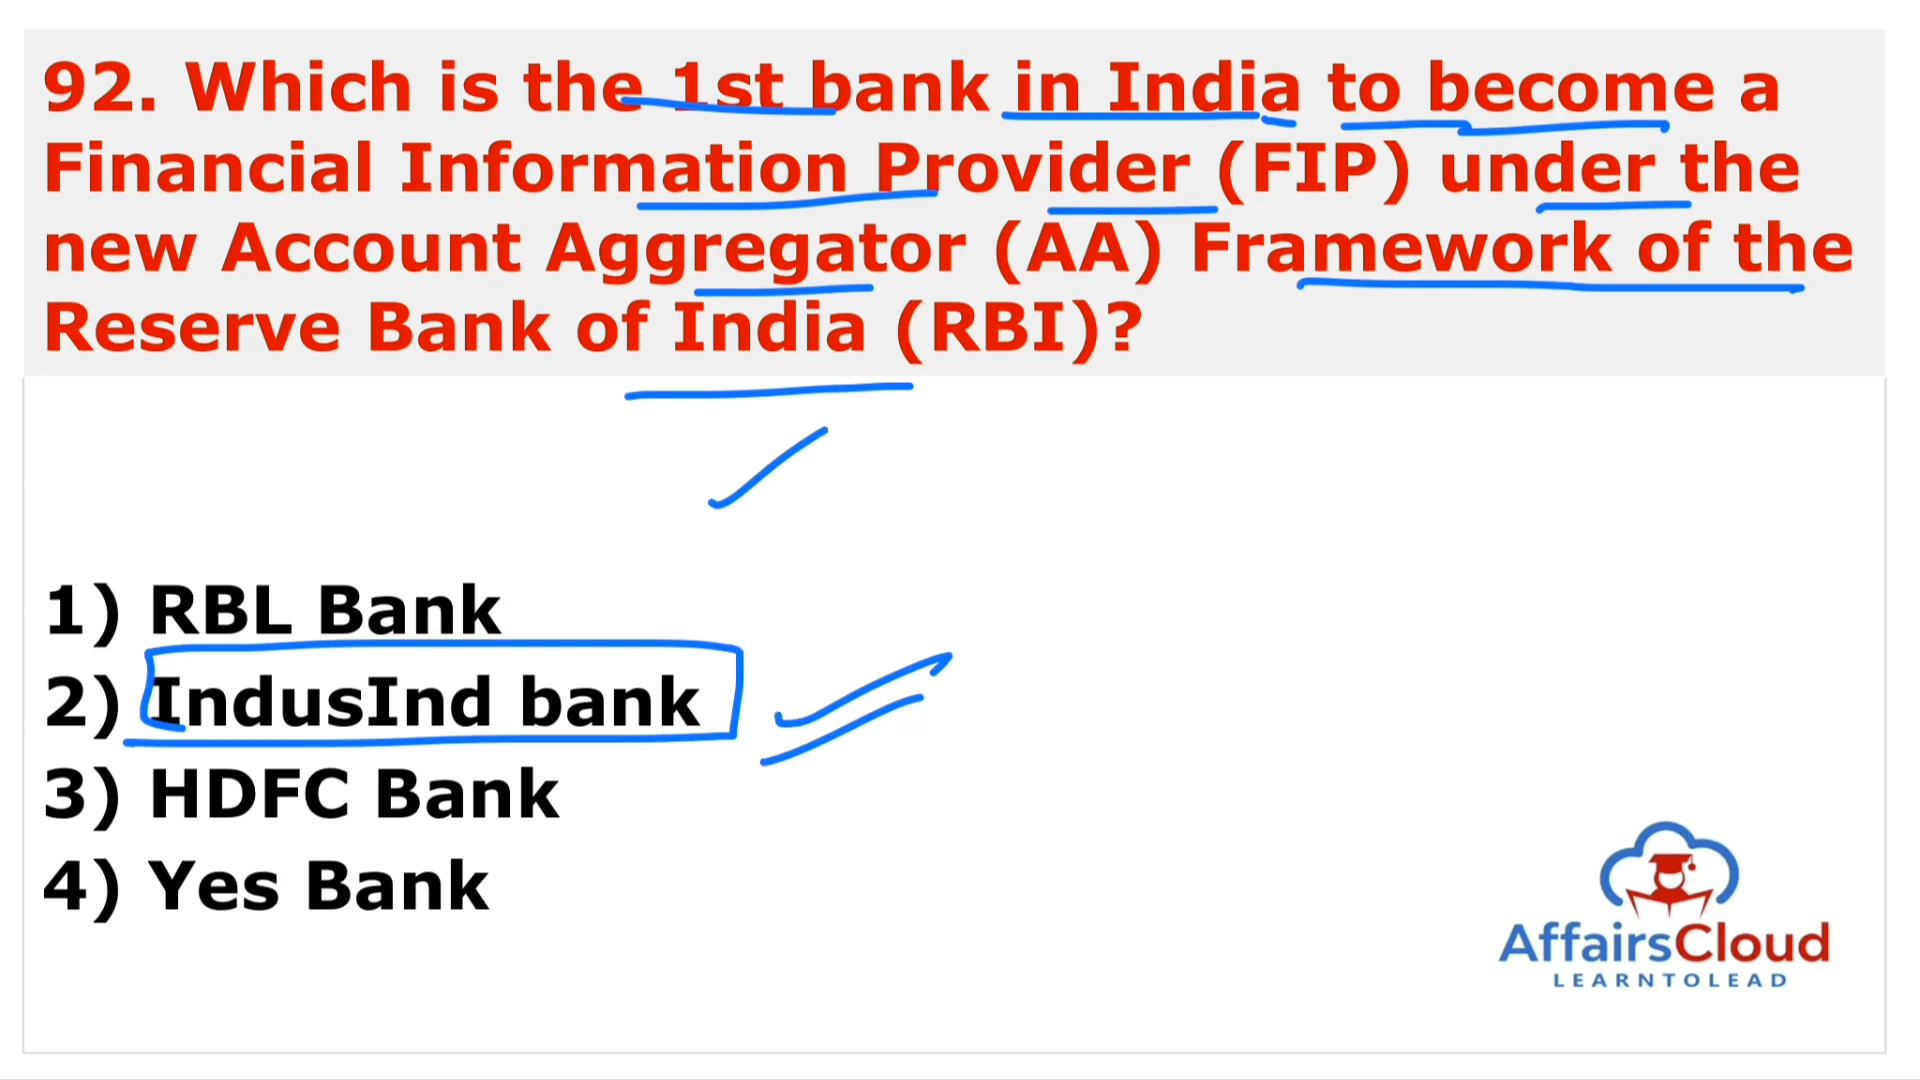 92. Which is the 1st bank in India to become a
Financial Information Provider (FIP) under the
new Account Aggregator (AA) Framework of the
Reserve Bank of India (RBI)?
1) RBL Bank
2) IndusInd bank
3) HDFC Bank
4) Yes Bank
AffairsCloud
LEARNTOLEAD